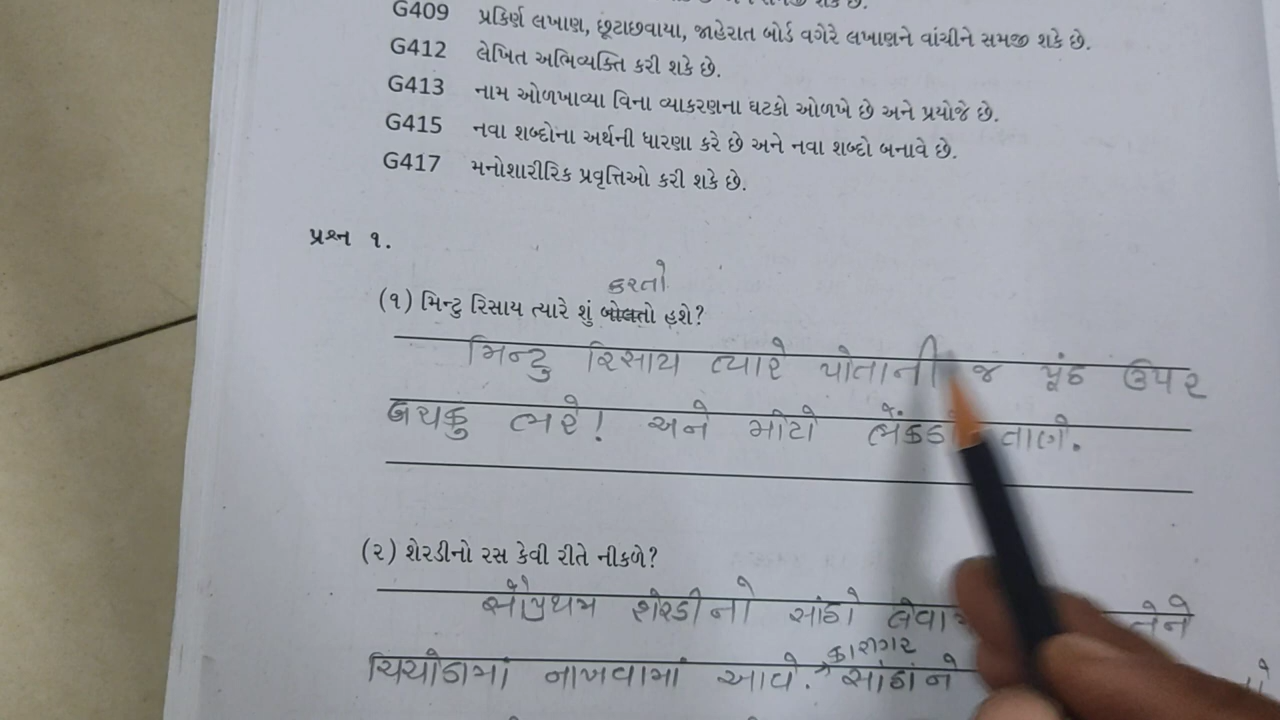 શકે છે.
G409 પ્રકિર્ણ લખાણ, છૂટાછવાયા, જાહેરાત બોર્ડ વગેરે લખાણને વાંચીને સમજી શકે છે.
G412 લેખિત અભિવ્યક્તિ કરી શકે છે.
G413 નામ ઓળખાવ્યા વિના વ્યાકરણના ઘટકો ઓળખે છે અને પ્રયોજે છે.
G415 નવા શબ્દોના અર્થની ધારણા કરે છે અને નવા શબ્દો બનાવે છે.
G417 મનોશારીરિક પ્રવૃત્તિઓ કરી શકે છે.
પ્રશ્ન ૧.
કરતો
(૧) મિન્ટુ રિસાય ત્યારે શું બોલતો હશે?
મિન્ટુ રિસાય ત્યારે પોતાની જ પૂંઠ ઉપર
બચકુ ભરે! અને મોટો ભેંકડો તાણે.
(૨) શેરડીનો રસ કેવી રીતે નીકળે?
સૌપ્રથમ શેરડીનો સાંઠો તેને
કારીગર
ચિચોડામાં નાખવામાં આવે. સાંઠાને